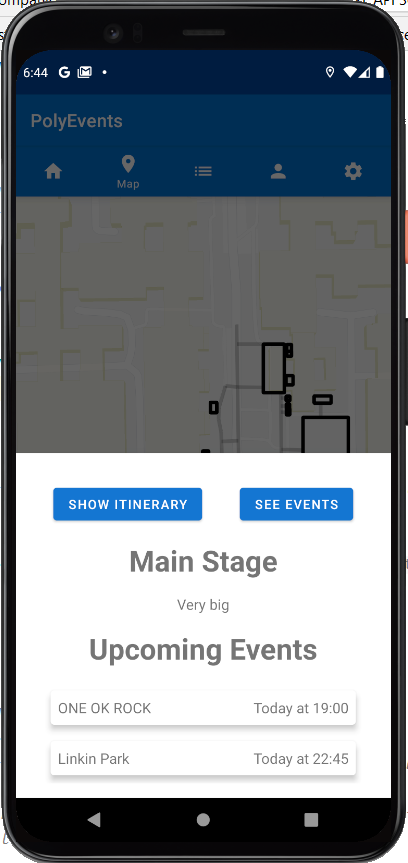 6:44
PolyEvents
Map
SHOW ITINERARY
SEE EVENTS
Main Stage
Very big
Upcoming Events
ONE OK ROCK Today at 19:00
Linkin Park Today at 22:45